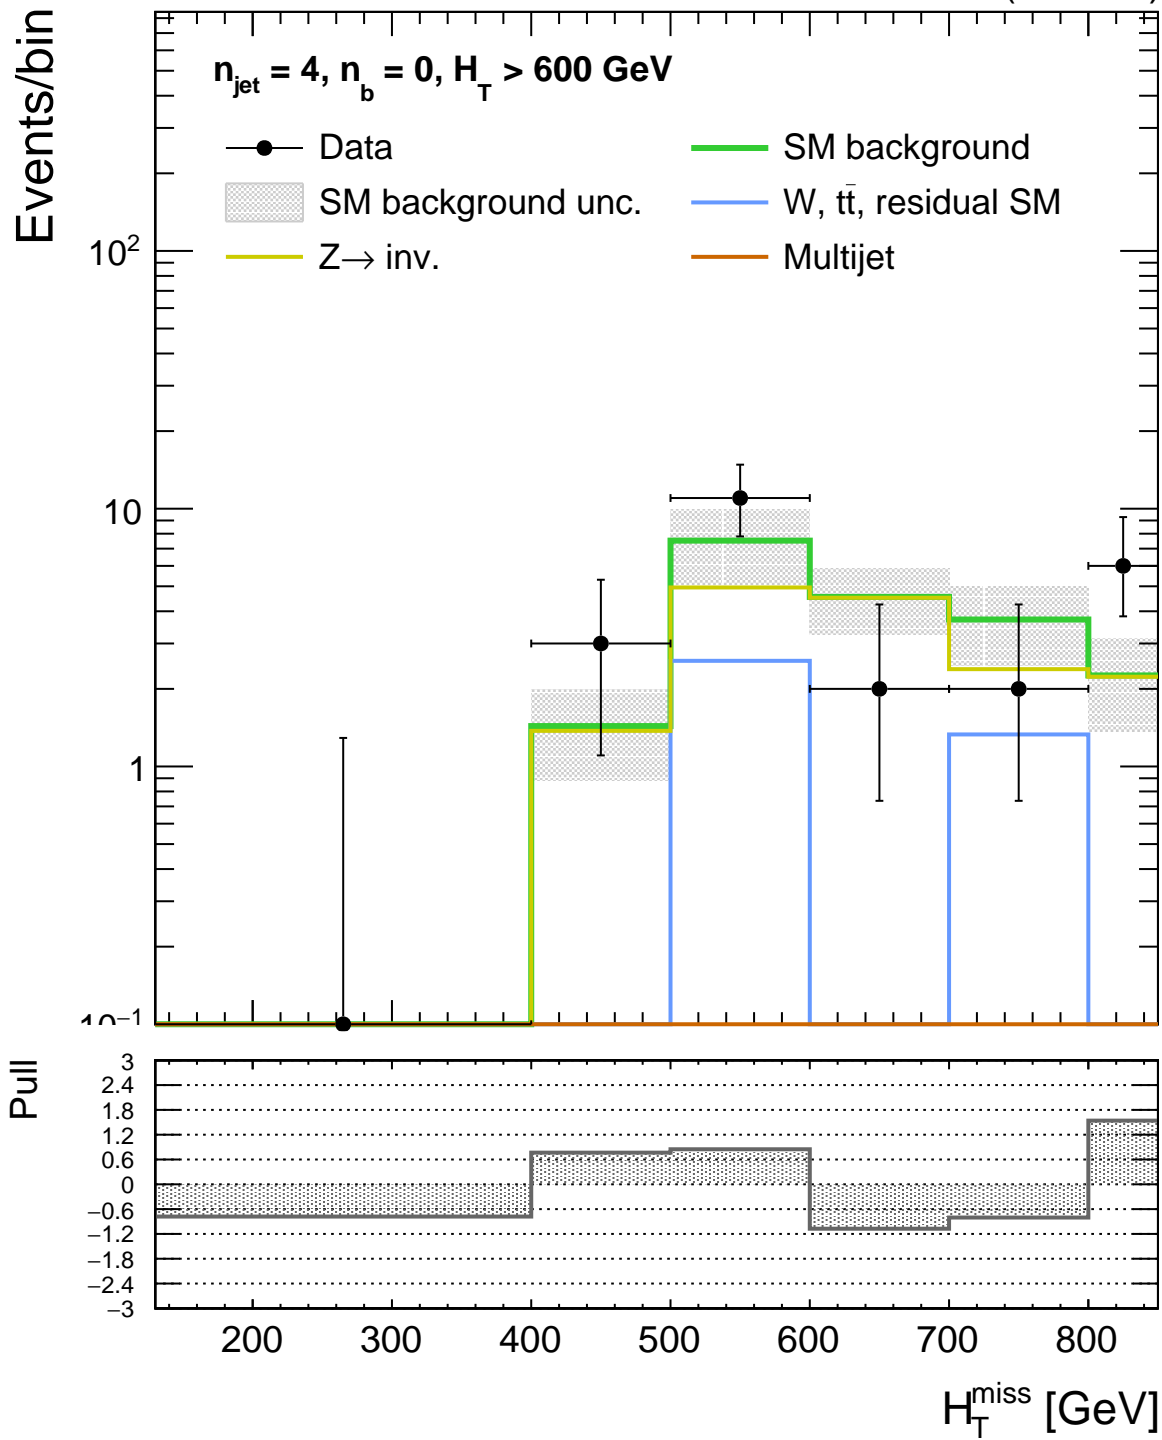 Events/bin
n_jet = 4, n_b = 0, H_T > 600 GeV
Data
SM background
SM background unc.
W, tt̄, residual SM
Z→ inv.
Multijet
10²
10
1
10⁻¹
Pull
3
2.4
1.8
1.2
0.6
0
−0.6
−1.2
−1.8
−2.4
−3
200 300 400 500 600 700 800
H_T^miss [GeV]